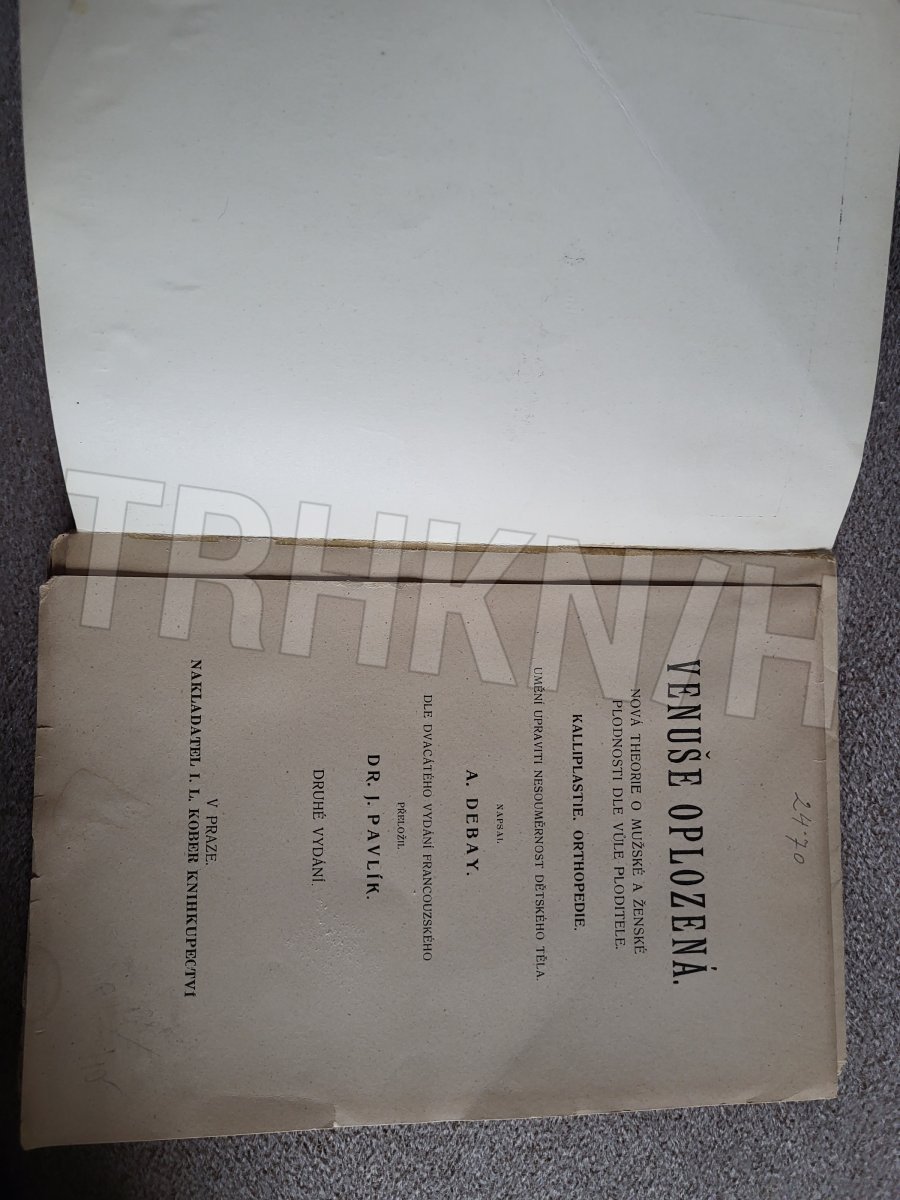 24·70
VENUŠE OPLOZENÁ.
NOVÁ THEORIE O MUŽSKÉ A ŽENSKÉ
PLODNOSTI DLE VŮLE PLODITELE.
KALLIPLASTIE. ORTHOPEDIE.
UMĚNÍ UPRAVITI NESOUMĚRNOST DĚTSKÉHO TĚLA.
NAPSAL
A. DEBAY.
DLE DVACÁTÉHO VYDÁNÍ FRANCOUZSKÉHO
PŘELOŽIL
DR. J. PAVLÍK.
DRUHÉ VYDÁNÍ.
V PRAZE.
NAKLADATEL I. L. KOBER KNIHKUPECTVÍ
TRHKNIH